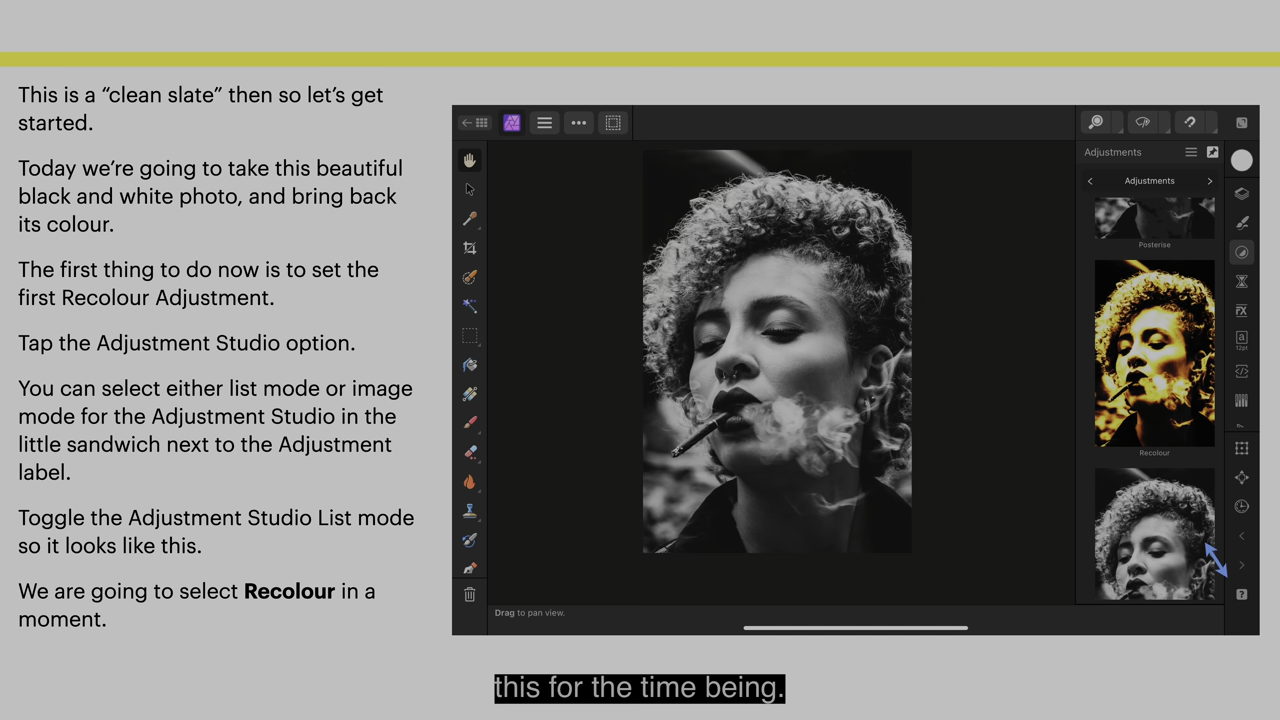 This is a “clean slate” then so let’s get
started.
Today we’re going to take this beautiful
black and white photo, and bring back
its colour.
The first thing to do now is to set the
first Recolour Adjustment.
Tap the Adjustment Studio option.
You can select either list mode or image
mode for the Adjustment Studio in the
little sandwich next to the Adjustment
label.
Toggle the Adjustment Studio List mode
so it looks like this.
We are going to select Recolour in a
moment.
Adjustments
Adjustments
Posterise
Recolour
FX
a
12pt
?
Drag to pan view.
this for the time being.